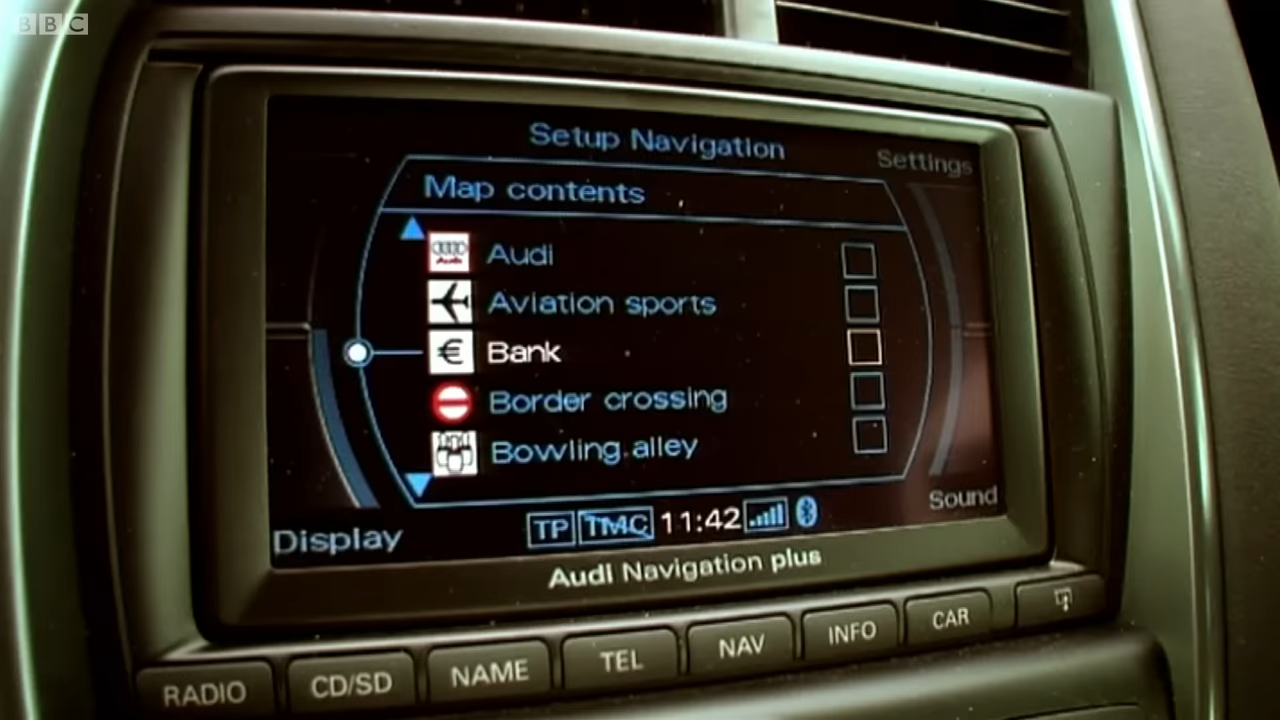 BBC
Setup Navigation
Settings
Map contents
Audi
Audi
Aviation sports
€ Bank
Border crossing
Bowling alley
Display
TP TMC 11:42
Sound
Audi Navigation plus
RADIO CD/SD NAME TEL NAV INFO CAR